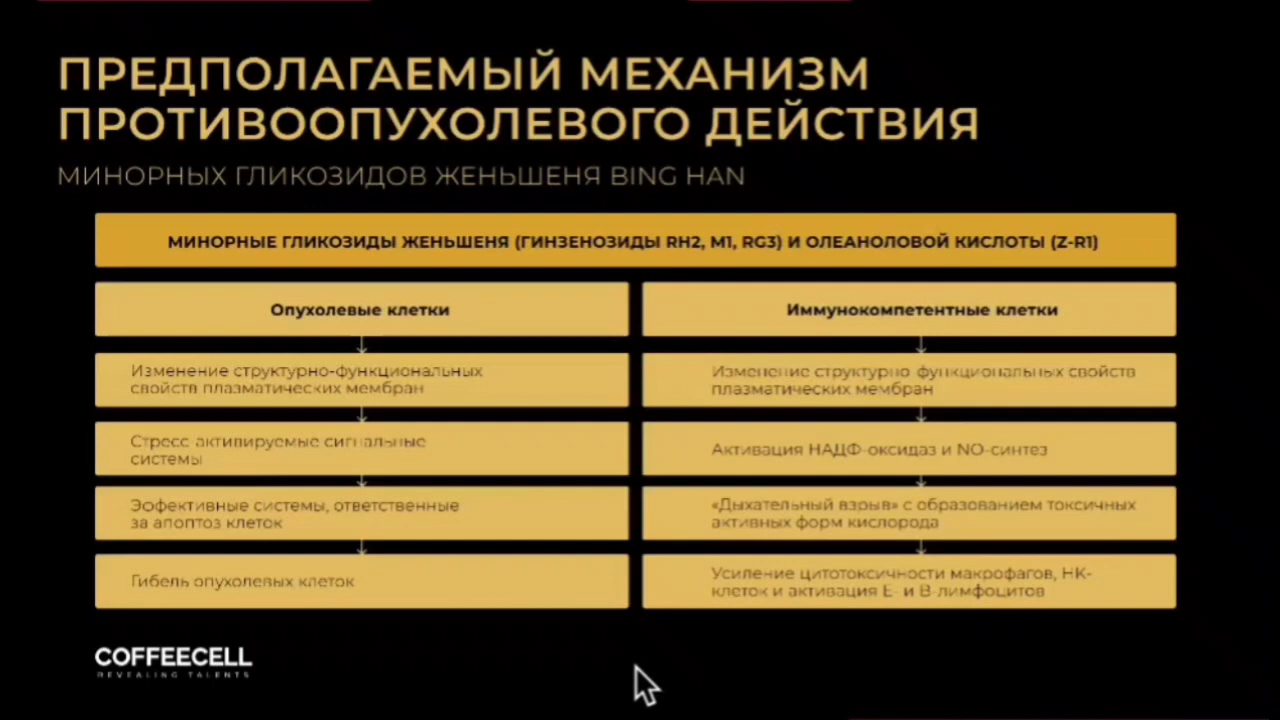 ПРЕДПОЛАГАЕМЫЙ МЕХАНИЗМ
ПРОТИВООПУХОЛЕВОГО ДЕЙСТВИЯ
МИНОРНЫХ ГЛИКОЗИДОВ ЖЕНЬШЕНЯ BING HAN
МИНОРНЫЕ ГЛИКОЗИДЫ ЖЕНЬШЕНЯ (ГИНЗЕНОЗИДЫ RH2, M1, RG3) И ОЛЕАНОЛОВОЙ КИСЛОТЫ (Z-R1)
Опухолевые клетки
Изменение структурно-функциональных
свойств плазматических мембран
Стресс-активируемые сигнальные
системы
Эффективные системы, ответственные
за апоптоз клеток
Гибель опухолевых клеток
Иммунокомпетентные клетки
Изменение структурно-функциональных свойств
плазматических мембран
Активация НАДФ-оксидаз и NO-синтез
«Дыхательный взрыв» с образованием токсичных
активных форм кислорода
Усиление цитотоксичности макрофагов, НК-
клеток и активация Е- и В-лимфоцитов
COFFEECELL
REVEALING TALENTS